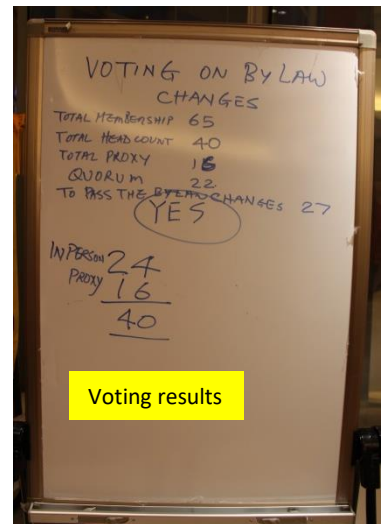 VOTING ON BYLAW
CHANGES
TOTAL MEMBERSHIP 65
TOTAL HEAD COUNT 40
TOTAL PROXY 16
QUORUM 22
TO PASS THE BYLAW CHANGES 27
YES
IN PERSON 24
PROXY 16
40
Voting results